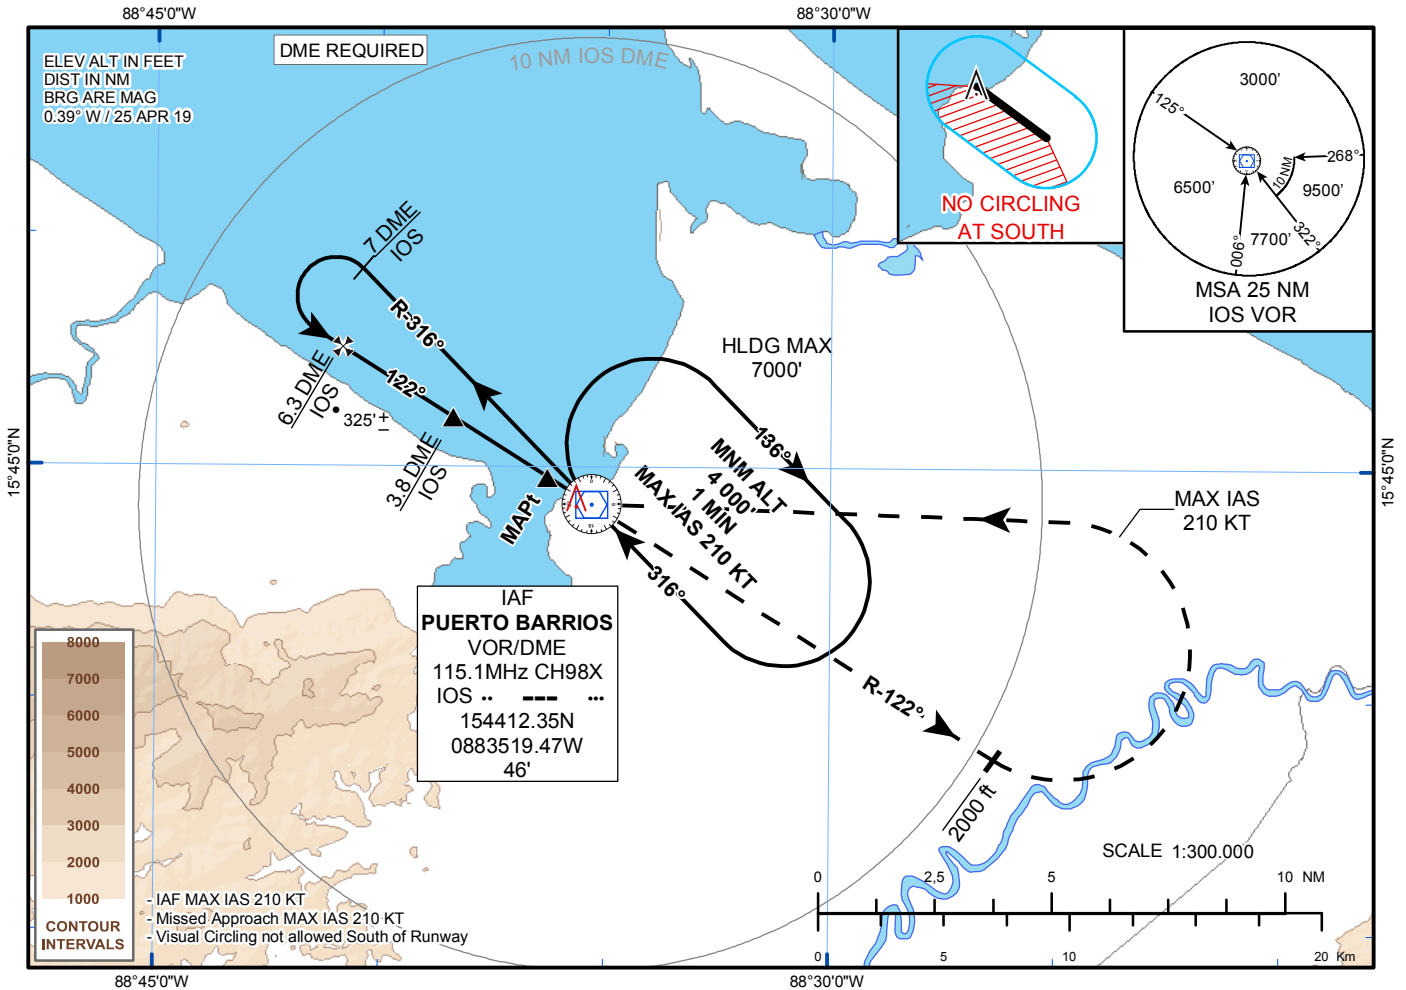 88°45'0"W
88°30'0"W
ELEV ALT IN FEET
DIST IN NM
BRG ARE MAG
0.39° W / 25 APR 19
DME REQUIRED
10 NM IOS DME
NO CIRCLING
AT SOUTH
3000'
125°
268°
10 NM
6500'
9500'
7700'
006°
322°
MSA 25 NM
IOS VOR
7 DME
IOS
R-316°
122°
6.3 DME
IOS
325'±
3.8 DME
IOS
MAPt
HLDG MAX
7000'
136°
MNM ALT
4 000'
1 MIN
MAX IAS 210 KT
316°
MAX IAS
210 KT
15°45'0"N
15°45'0"N
IAF
PUERTO BARRIOS
VOR/DME
115.1MHz CH98X
IOS .. --- ...
154412.35N
0883519.47W
46'
R-122°
2000 ft
8000
7000
6000
5000
4000
3000
2000
1000
CONTOUR
INTERVALS
- IAF MAX IAS 210 KT
- Missed Approach MAX IAS 210 KT
- Visual Circling not allowed South of Runway
SCALE 1:300.000
0 2,5 5 10 NM
0 5 10 20 Km
88°45'0"W
88°30'0"W